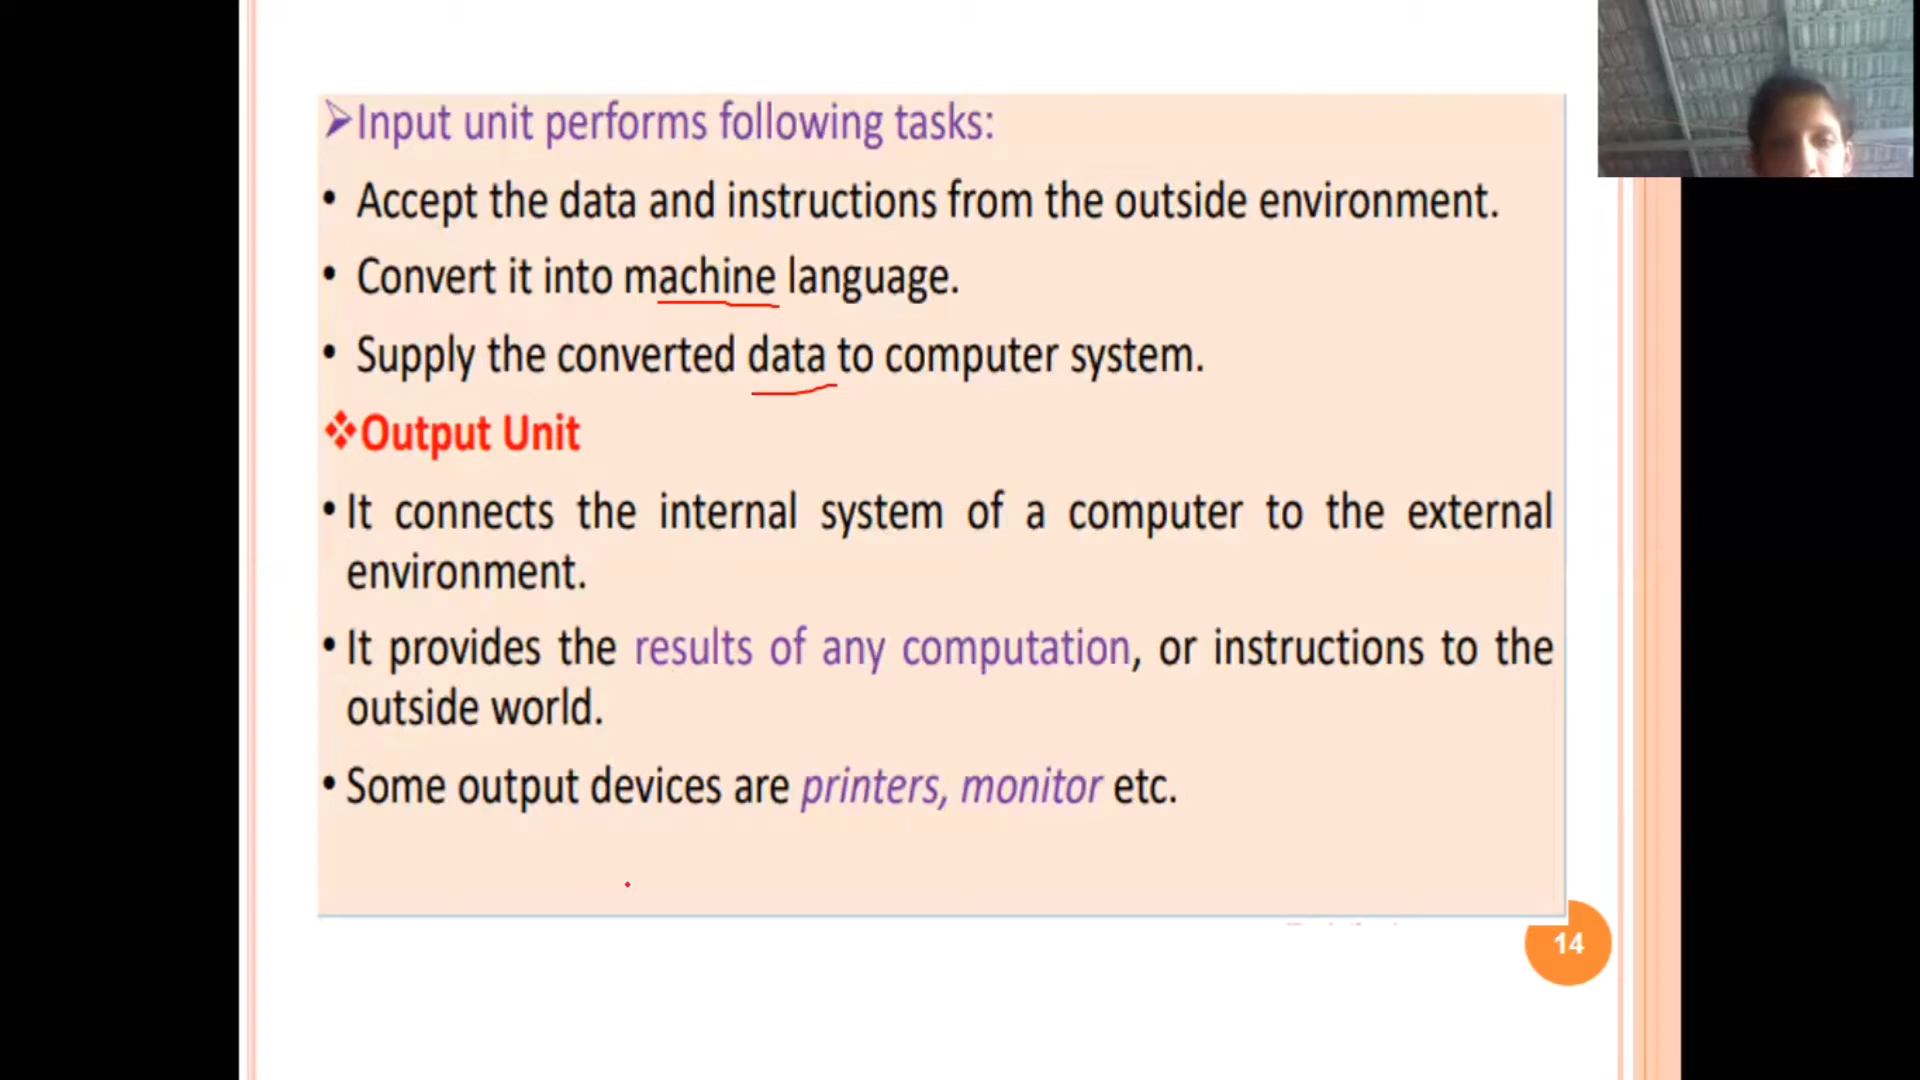 ➢Input unit performs following tasks:
• Accept the data and instructions from the outside environment.
• Convert it into machine language.
• Supply the converted data to computer system.
❖Output Unit
• It connects the internal system of a computer to the external
environment.
• It provides the results of any computation, or instructions to the
outside world.
• Some output devices are printers, monitor etc.
14